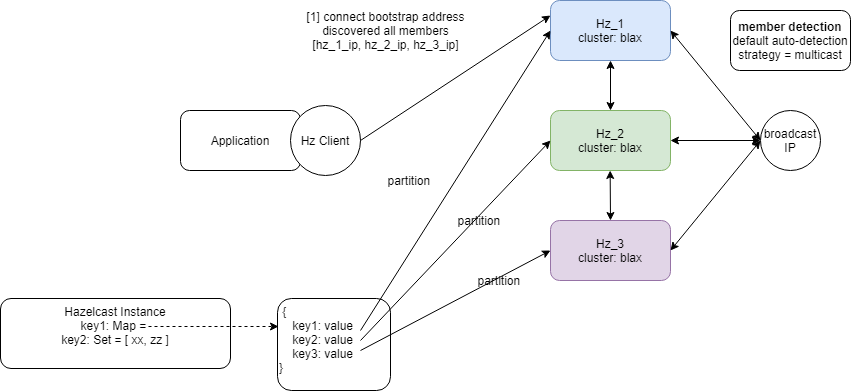 [1] connect bootstrap address
discovered all members
[hz_1_ip, hz_2_ip, hz_3_ip]
Hz_1
cluster: blax
member detection
default auto-detection
strategy = multicast
Application
Hz Client
Hz_2
cluster: blax
broadcast
IP
partition
partition
Hz_3
cluster: blax
partition
Hazelcast Instance
key1: Map =
key2: Set = [ xx, zz ]
{
key1: value
key2: value
key3: value
}